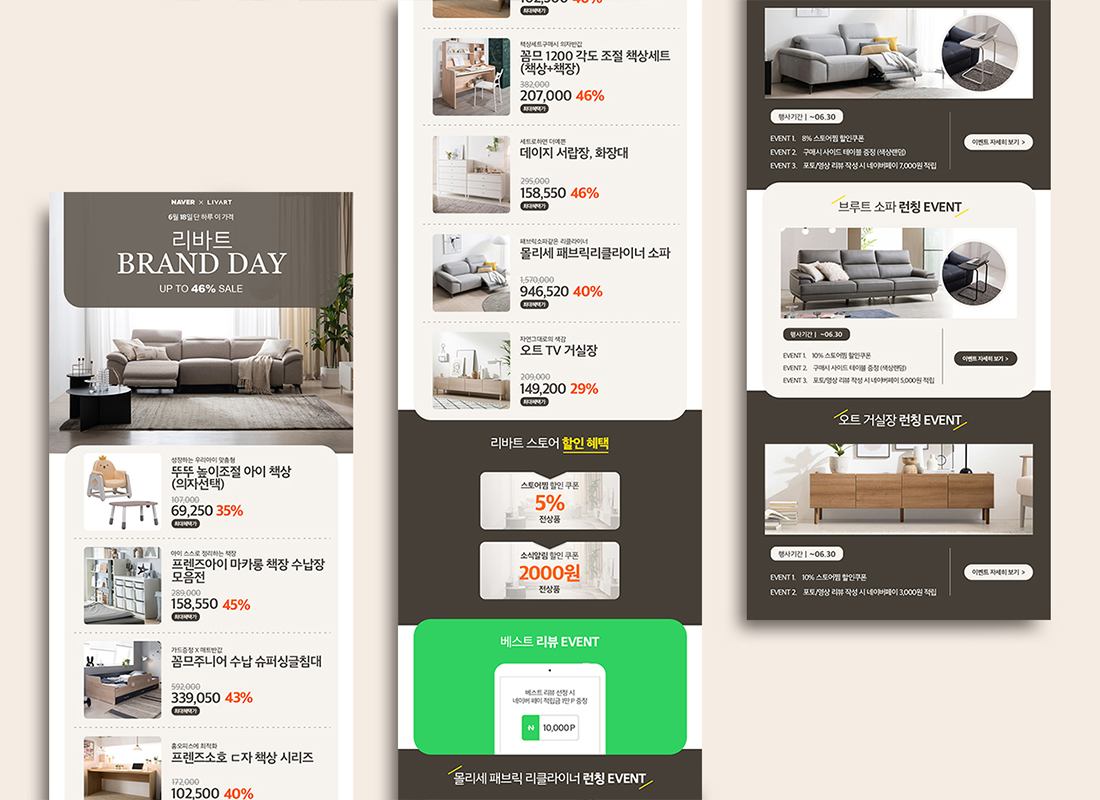 NAVER × LIVART
6월 18일 단 하루 이 가격
리바트
BRAND DAY
UP TO 46% SALE
성장하는 우리아이 맞춤형
뚜뚜 높이조절 아이 책상
(의자선택)
107,000
69,250 35%
최대혜택가
아이 스스로 정리하는 책장
프렌즈아이 마카롱 책장 수납장
모음전
289,000
158,550 45%
최대혜택가
가드증정 X 매트반값
꼼므주니어 수납 슈퍼싱글침대
592,000
339,050 43%
최대혜택가
홈오피스에 최적화
프렌즈소호 ㄷ자 책상 시리즈
172,000
102,500 40%
102,500 40%
최대혜택가
책상세트구매시 의자반값
꼼므 1200 각도 조절 책상세트
(책상+책장)
382,000
207,000 46%
최대혜택가
세트로하면 더예쁜
데이지 서랍장, 화장대
295,000
158,550 46%
최대혜택가
패브릭소파같은 리클라이너
몰리세 패브릭리클라이너 소파
1,570,000
946,520 40%
최대혜택가
자연그대로의 색감
오트 TV 거실장
209,000
149,200 29%
최대혜택가
리바트 스토어 할인 혜택
스토어찜 할인 쿠폰
5%
전상품
소식알림 할인 쿠폰
2000원
전상품
베스트 리뷰 EVENT
베스트 리뷰 선정 시
네이버 페이 적립금 1만 P 증정
N 10,000 P
몰리세 패브릭 리클라이너 런칭 EVENT
행사기간 | ~06.30
EVENT 1. 8% 스토어찜 할인쿠폰
EVENT 2. 구매시 사이드 테이블 증정 (색상랜덤)
EVENT 3. 포토/영상 리뷰 작성 시 네이버페이 7,000원 적립
이벤트 자세히 보기 >
브루트 소파 런칭 EVENT
행사기간 | ~06.30
EVENT 1. 10% 스토어찜 할인쿠폰
EVENT 2. 구매시 사이드 테이블 증정 (색상랜덤)
EVENT 3. 포토/영상 리뷰 작성 시 네이버페이 5,000원 적립
이벤트 자세히 보기 >
오트 거실장 런칭 EVENT
행사기간 | ~06.30
EVENT 1. 10% 스토어찜 할인쿠폰
EVENT 2. 포토/영상 리뷰 작성 시 네이버페이 3,000원 적립
이벤트 자세히 보기 >